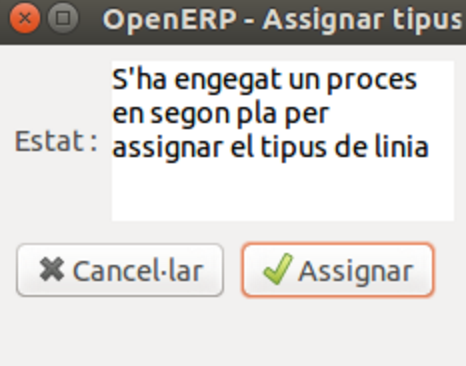 OpenERP - Assignar tipus
Estat :
S'ha engegat un proces
en segon pla per
assignar el tipus de linia
Cancel·lar
Assignar